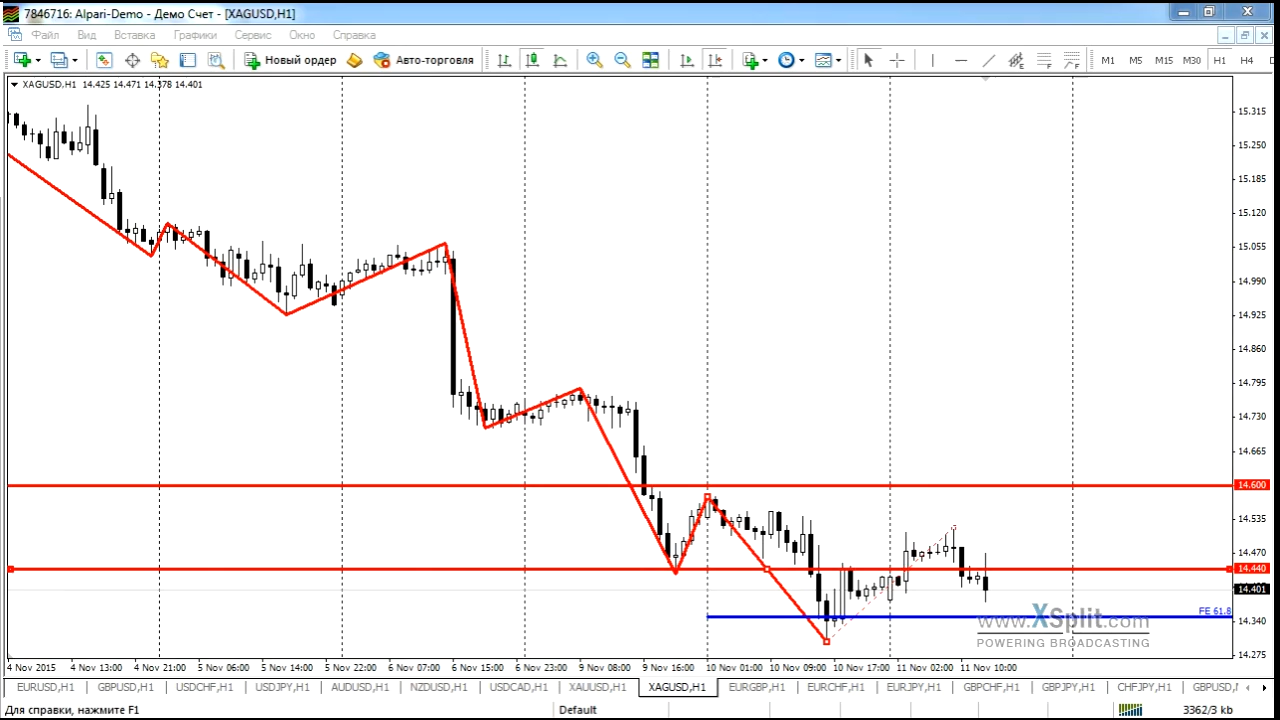 7846716: Alpari-Demo - Демо Счет - [XAGUSD,H1]
Файл Вид Вставка Графики Сервис Окно Справка
Новый ордер Авто-торговля M1 M5 M15 M30 H1 H4
XAGUSD,H1 14.425 14.471 14.378 14.401
15.315
15.250
15.185
15.120
15.055
14.990
14.925
14.860
14.795
14.730
14.665
14.600
14.535
14.470
14.440
14.401
FE 61.8
14.340
www.XSplit.com
POWERING BROADCASTING
14.275
4 Nov 2015 4 Nov 13:00 4 Nov 21:00 5 Nov 06:00 5 Nov 14:00 5 Nov 22:00 6 Nov 07:00 6 Nov 15:00 6 Nov 23:00 9 Nov 08:00 9 Nov 16:00 10 Nov 01:00 10 Nov 09:00 10 Nov 17:00 11 Nov 02:00 11 Nov 10:00
EURUSD,H1 GBPUSD,H1 USDCHF,H1 USDJPY,H1 AUDUSD,H1 NZDUSD,H1 USDCAD,H1 XAUUSD,H1 XAGUSD,H1 EURGBP,H1 EURCHF,H1 EURJPY,H1 GBPCHF,H1 GBPJPY,H1 CHFJPY,H1 GBPUSD,
Для справки, нажмите F1 Default 3362/3 kb